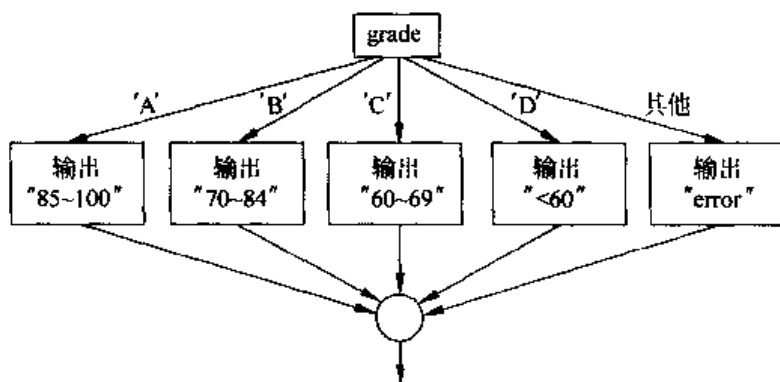 grade
'A'
'B'
'C'
'D'
其他
输出
"85~100"
输出
"70~84"
输出
"60~69"
输出
"<60"
输出
"error"